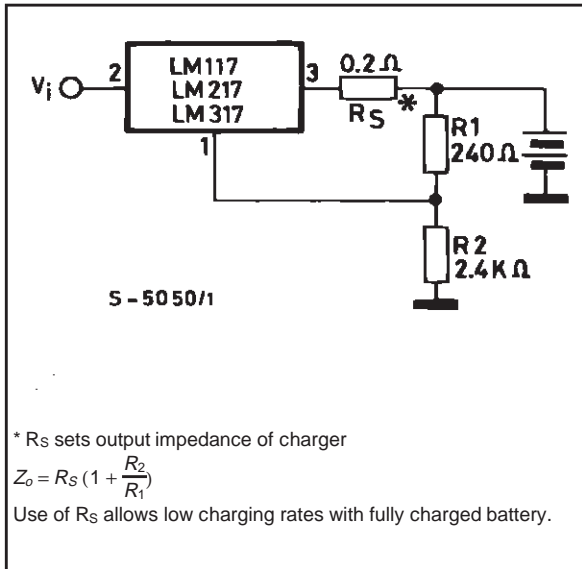 LM117
LM217
LM317
Vi
2
3
1
0.2 Ω
RS *
R1
240 Ω
R2
2.4K Ω
S-5050/1
* RS sets output impedance of charger
Zo = RS (1 + R2/R1)
Use of RS allows low charging rates with fully charged battery.